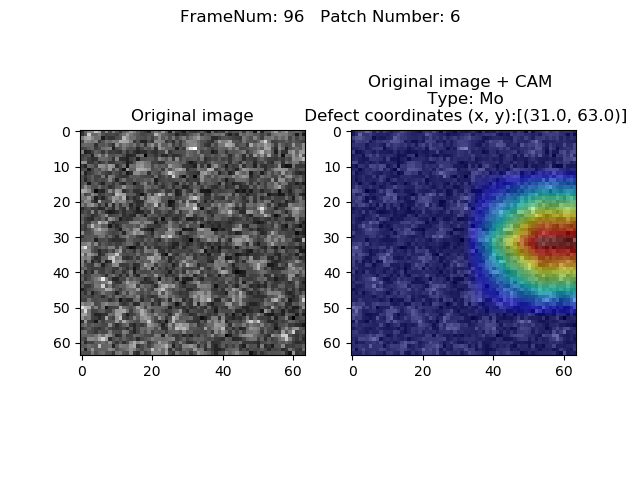 FrameNum: 96   Patch Number: 6
Original image
0
10
20
30
40
50
60
0 20 40 60
Original image + CAM
Type: Mo
Defect coordinates (x, y):[(31.0, 63.0)]
0
10
20
30
40
50
60
0 20 40 60